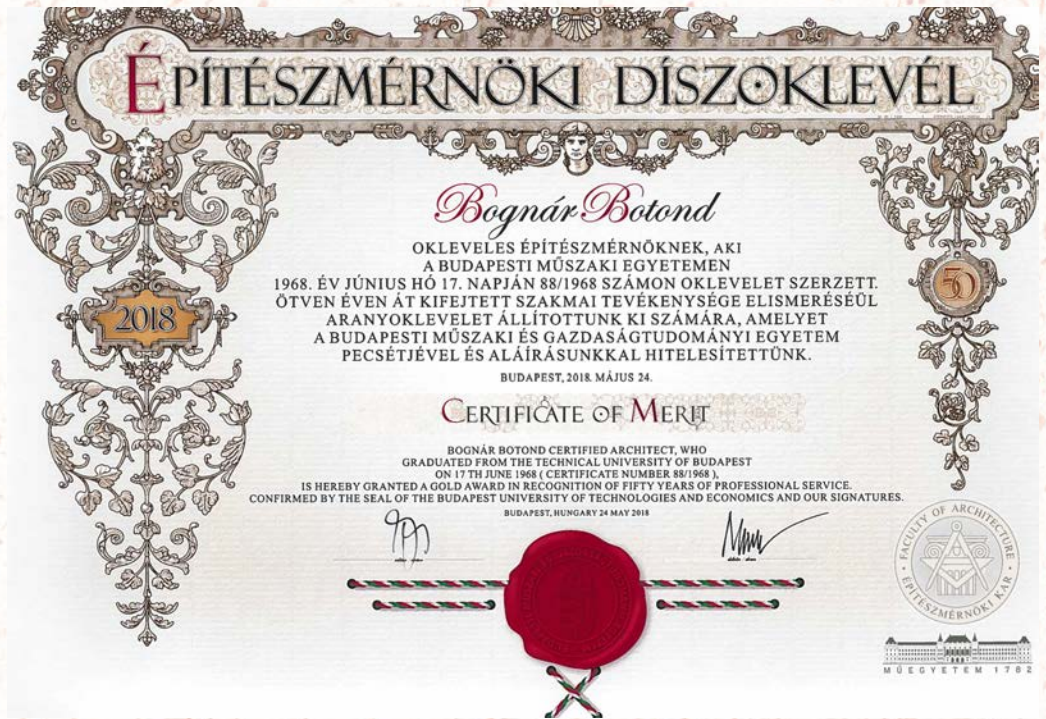 ÉPÍTÉSZMÉRNÖKI DÍSZOKLEVÉL
Bognár Botond
OKLEVELES ÉPÍTÉSZMÉRNÖKNEK, AKI
A BUDAPESTI MŰSZAKI EGYETEMEN
1968. ÉV JÚNIUS HÓ 17. NAPJÁN 88/1968 SZÁMON OKLEVELET SZERZETT.
ÖTVEN ÉVEN ÁT KIFEJTETT SZAKMAI TEVÉKENYSÉGE ELISMERÉSÉÜL
ARANYOKLEVELET ÁLLÍTOTTUNK KI SZÁMÁRA, AMELYET
A BUDAPESTI MŰSZAKI ÉS GAZDASÁGTUDOMÁNYI EGYETEM
PECSÉTJÉVEL ÉS ALÁÍRÁSUNKKAL HITELESÍTETTÜNK.
BUDAPEST, 2018. MÁJUS 24.
2018
50
CERTIFICATE OF MERIT
BOGNÁR BOTOND CERTIFIED ARCHITECT, WHO
GRADUATED FROM THE TECHNICAL UNIVERSITY OF BUDAPEST
ON 17 TH JUNE 1968 ( CERTIFICATE NUMBER 88/1968 ),
IS HEREBY GRANTED A GOLD AWARD IN RECOGNITION OF FIFTY YEARS OF PROFESSIONAL SERVICE.
CONFIRMED BY THE SEAL OF THE BUDAPEST UNIVERSITY OF TECHNOLOGIES AND ECONOMICS AND OUR SIGNATURES.
BUDAPEST, HUNGARY 24 MAY 2018
FACULTY OF ARCHITECTURE
ÉPÍTÉSZMÉRNÖKI KAR
MŰEGYETEM 1782